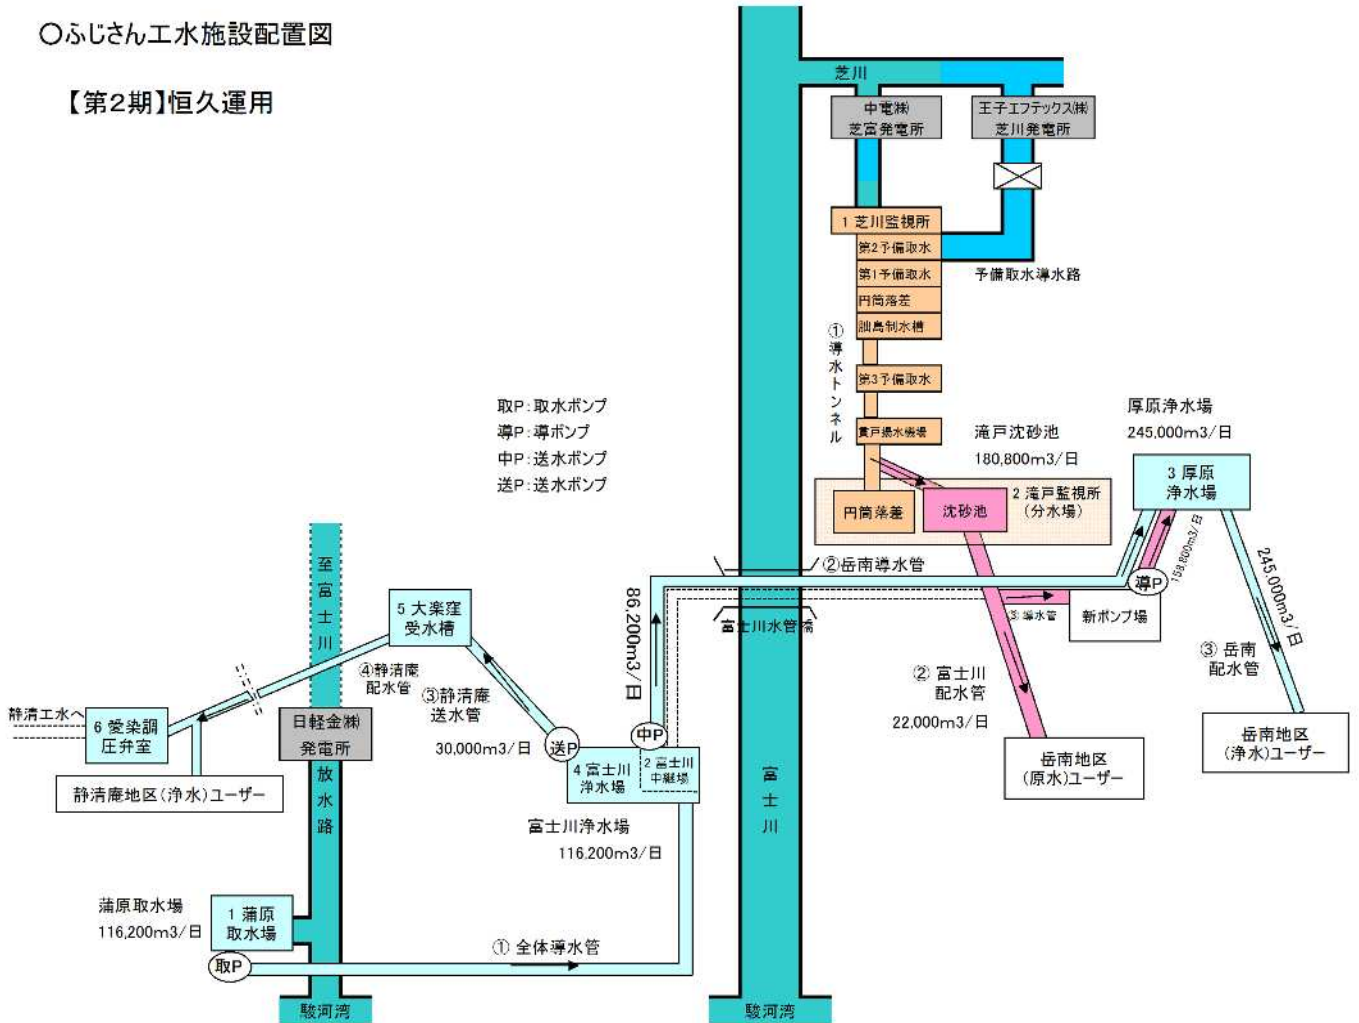 ○ふじさん工水施設配置図
【第2期】恒久運用
芝川
中電㈱
芝富発電所
王子エフテックス㈱
芝川発電所
1 芝川監視所
第2予備取水
第1予備取水
円筒落差
制水槽
予備取水導水路
①導水トンネル
第3予備取水
貫戸揚水機場
取P:取水ポンプ
導P:導ポンプ
中P:送水ポンプ
送P:送水ポンプ
滝戸沈砂池
180,800m3/日
厚原浄水場
245,000m3/日
円筒落差
沈砂池
2 滝戸監視所
(分水場)
3 厚原
浄水場
至富士川
②岳南導水管
86,200m3/日
158,800m3/日
導P
245,000m3/日
5 大楽窪
受水槽
富士川水管橋
③ 導水管
新ポンプ場
④静清庵
配水管
③静清庵
送水管
30,000m3/日
② 富士川
配水管
22,000m3/日
③ 岳南
配水管
静清工水へ
6 愛染調
圧弁室
日軽金㈱
発電所
送P
中P
4 富士川
浄水場
2 富士川
中継場
静清庵地区(浄水)ユーザー
放水路
富士川
岳南地区
(原水)ユーザー
岳南地区
(浄水)ユーザー
富士川浄水場
116,200m3/日
蒲原取水場
116,200m3/日
1 蒲原
取水場
取P
① 全体導水管
駿河湾
駿河湾